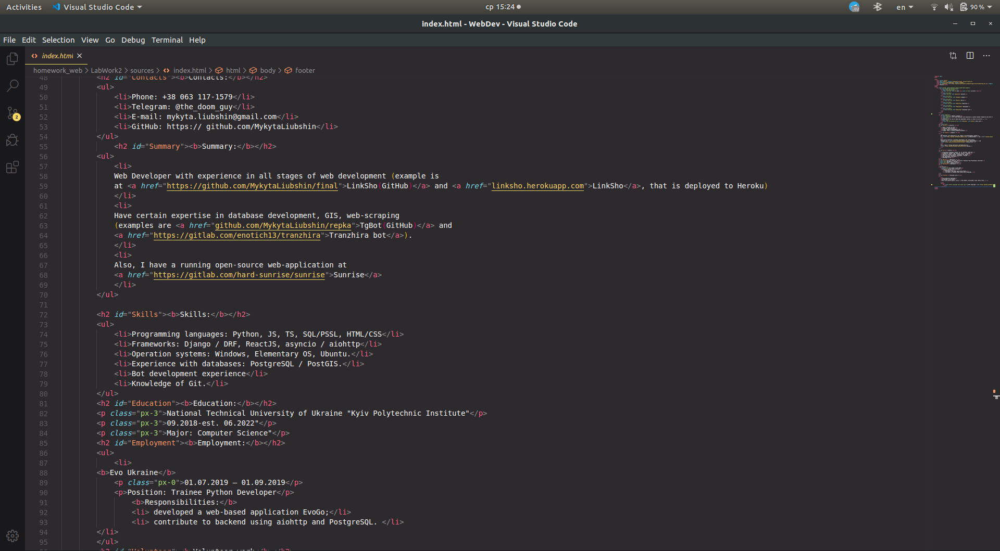 Activities Visual Studio Code ср 15:24 en 90 %
index.html - WebDev - Visual Studio Code
File Edit Selection View Go Debug Terminal Help
index.html
homework_web > LabWork2 > sources > index.html > html > body > footer
48 <h2 id="Contacts"><b>Contacts:</b></h2>
49 <ul>
50 <li>Phone: +38 063 117-1579</li>
51 <li>Telegram: @the_doom_guy</li>
52 <li>E-mail: mykyta.liubshin@gmail.com</li>
53 <li>GitHub: https:// github.com/MykytaLiubshin</li>
54 </ul>
55 <h2 id="Summary"><b>Summary:</b></h2>
56 <ul>
57 <li>
58 Web Developer with experience in all stages of web development (example is
59 at <a href="https://github.com/MykytaLiubshin/final">LinkSho(GitHub)</a> and <a href="linksho.herokuapp.com">LinkSho</a>, that is deployed to Heroku)
60 </li>
61 <li>
62 Have certain expertise in database development, GIS, web-scraping
63 (examples are <a href="github.com/MykytaLiubshin/repka">TgBot(GitHub)</a> and
64 <a href="https://gitlab.com/enotich13/tranzhira">Tranzhira bot</a>).
65 </li>
66 <li>
67 Also, I have a running open-source web-application at
68 <a href="https://gitlab.com/hard-sunrise/sunrise">Sunrise</a>
69 </li>
70 </ul>
71
72 <h2 id="Skills"><b>Skills:</b></h2>
73 <ul>
74 <li>Programming languages: Python, JS, TS, SQL/PSSL, HTML/CSS</li>
75 <li>Frameworks: Django / DRF, ReactJS, asyncio / aiohttp</li>
76 <li>Operation systems: Windows, Elementary OS, Ubuntu.</li>
77 <li>Experience with databases: PostgreSQL / PostGIS.</li>
78 <li>Bot development experience</li>
79 <li>Knowledge of Git.</li>
80 </ul>
81 <h2 id="Education"><b>Education:</b></h2>
82 <p class="px-3">National Technical University of Ukraine "Kyiv Polytechnic Institute"</p>
83 <p class="px-3">09.2018-est. 06.2022"</p>
84 <p class="px-3">Major: Computer Science"</p>
85 <h2 id="Employment"><b>Employment:</b></h2>
86 <ul>
87 <li>
88 <b>Evo Ukraine</b>
89 <p class="px-0">01.07.2019 – 01.09.2019</p>
90 <p>Position: Trainee Python Developer</p>
91 <b>Responsibilities:</b>
92 <li> developed a web-based application EvoGo;</li>
93 <li> contribute to backend using aiohttp and PostgreSQL. </li>
94 </li>
95 </ul>
2